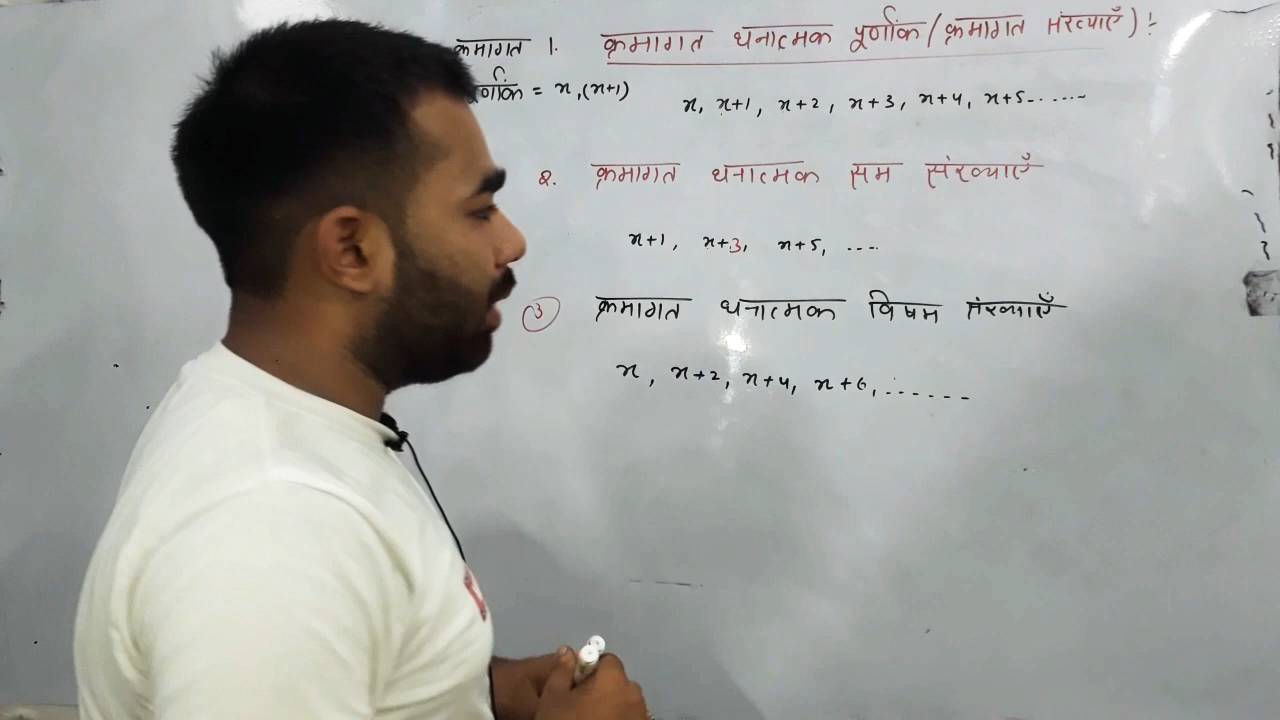 क्रमागत 1. क्रमागत धनात्मक पूर्णांक/क्रमागत संख्याएँ):
= x,(x+1)
x, x+1, x+2, x+3, x+4, x+5......
2. क्रमागत धनात्मक सम संख्याएँ
x+1, x+3, x+5, ....
3 क्रमागत धनात्मक विषम संख्याएँ
x, x+2, x+4, x+6, .......